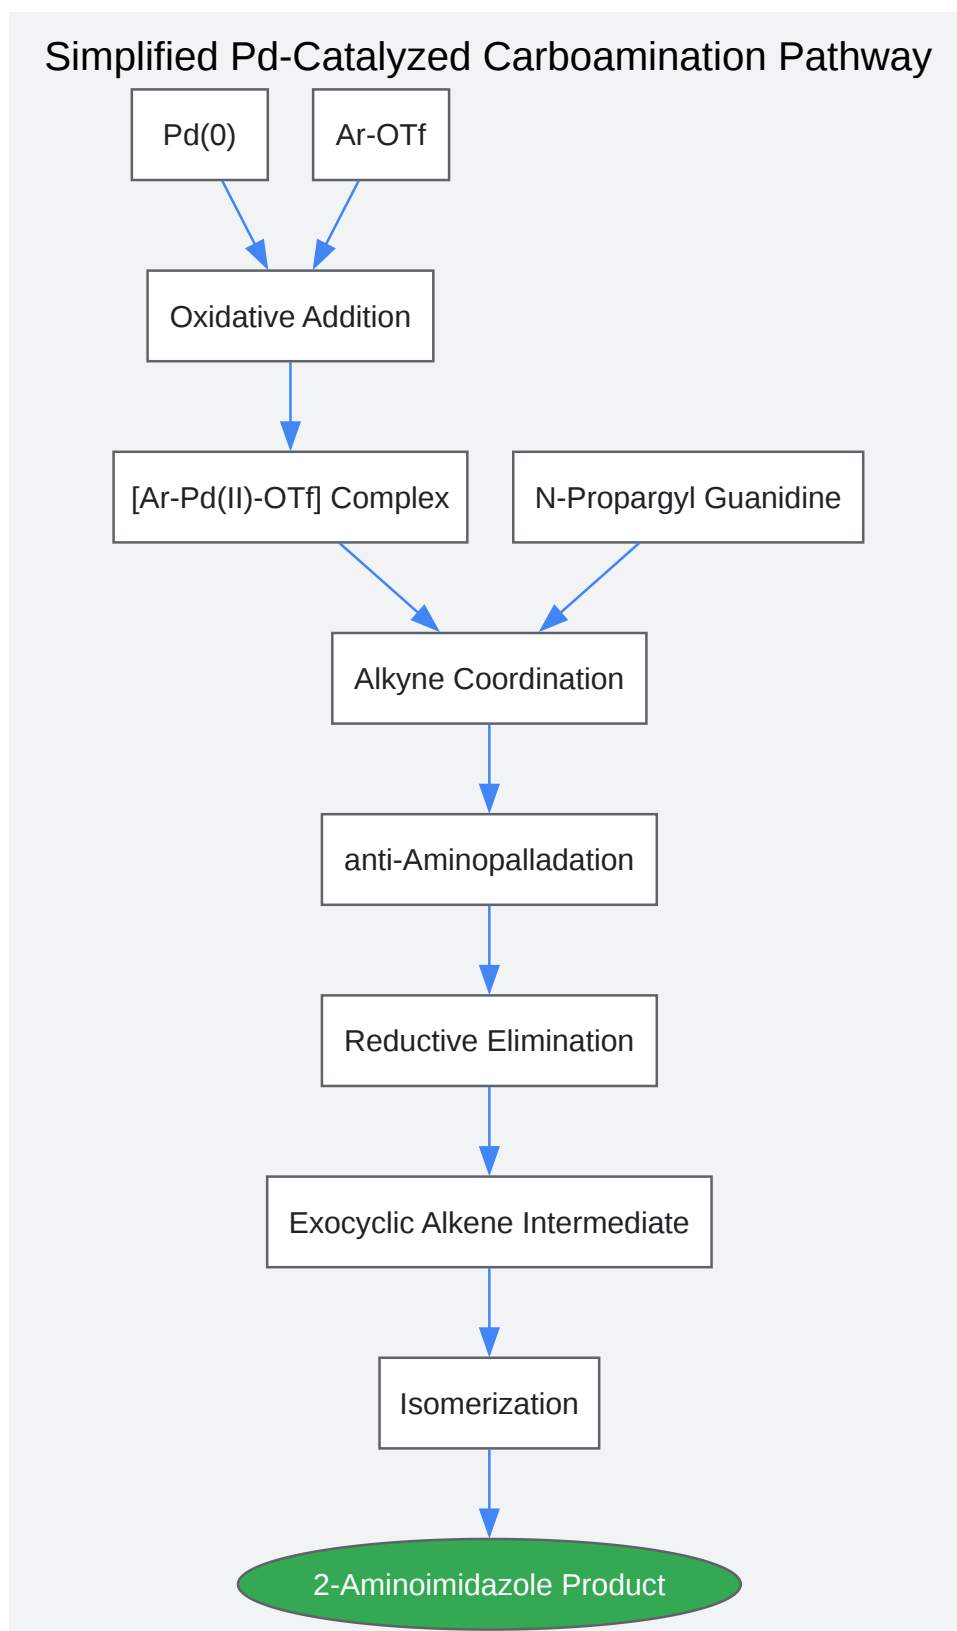 Simplified Pd-Catalyzed Carboamination Pathway
Pd(0)
Ar-OTf
Oxidative Addition
[Ar-Pd(II)-OTf] Complex
N-Propargyl Guanidine
Alkyne Coordination
anti-Aminopalladation
Reductive Elimination
Exocyclic Alkene Intermediate
Isomerization
2-Aminoimidazole Product